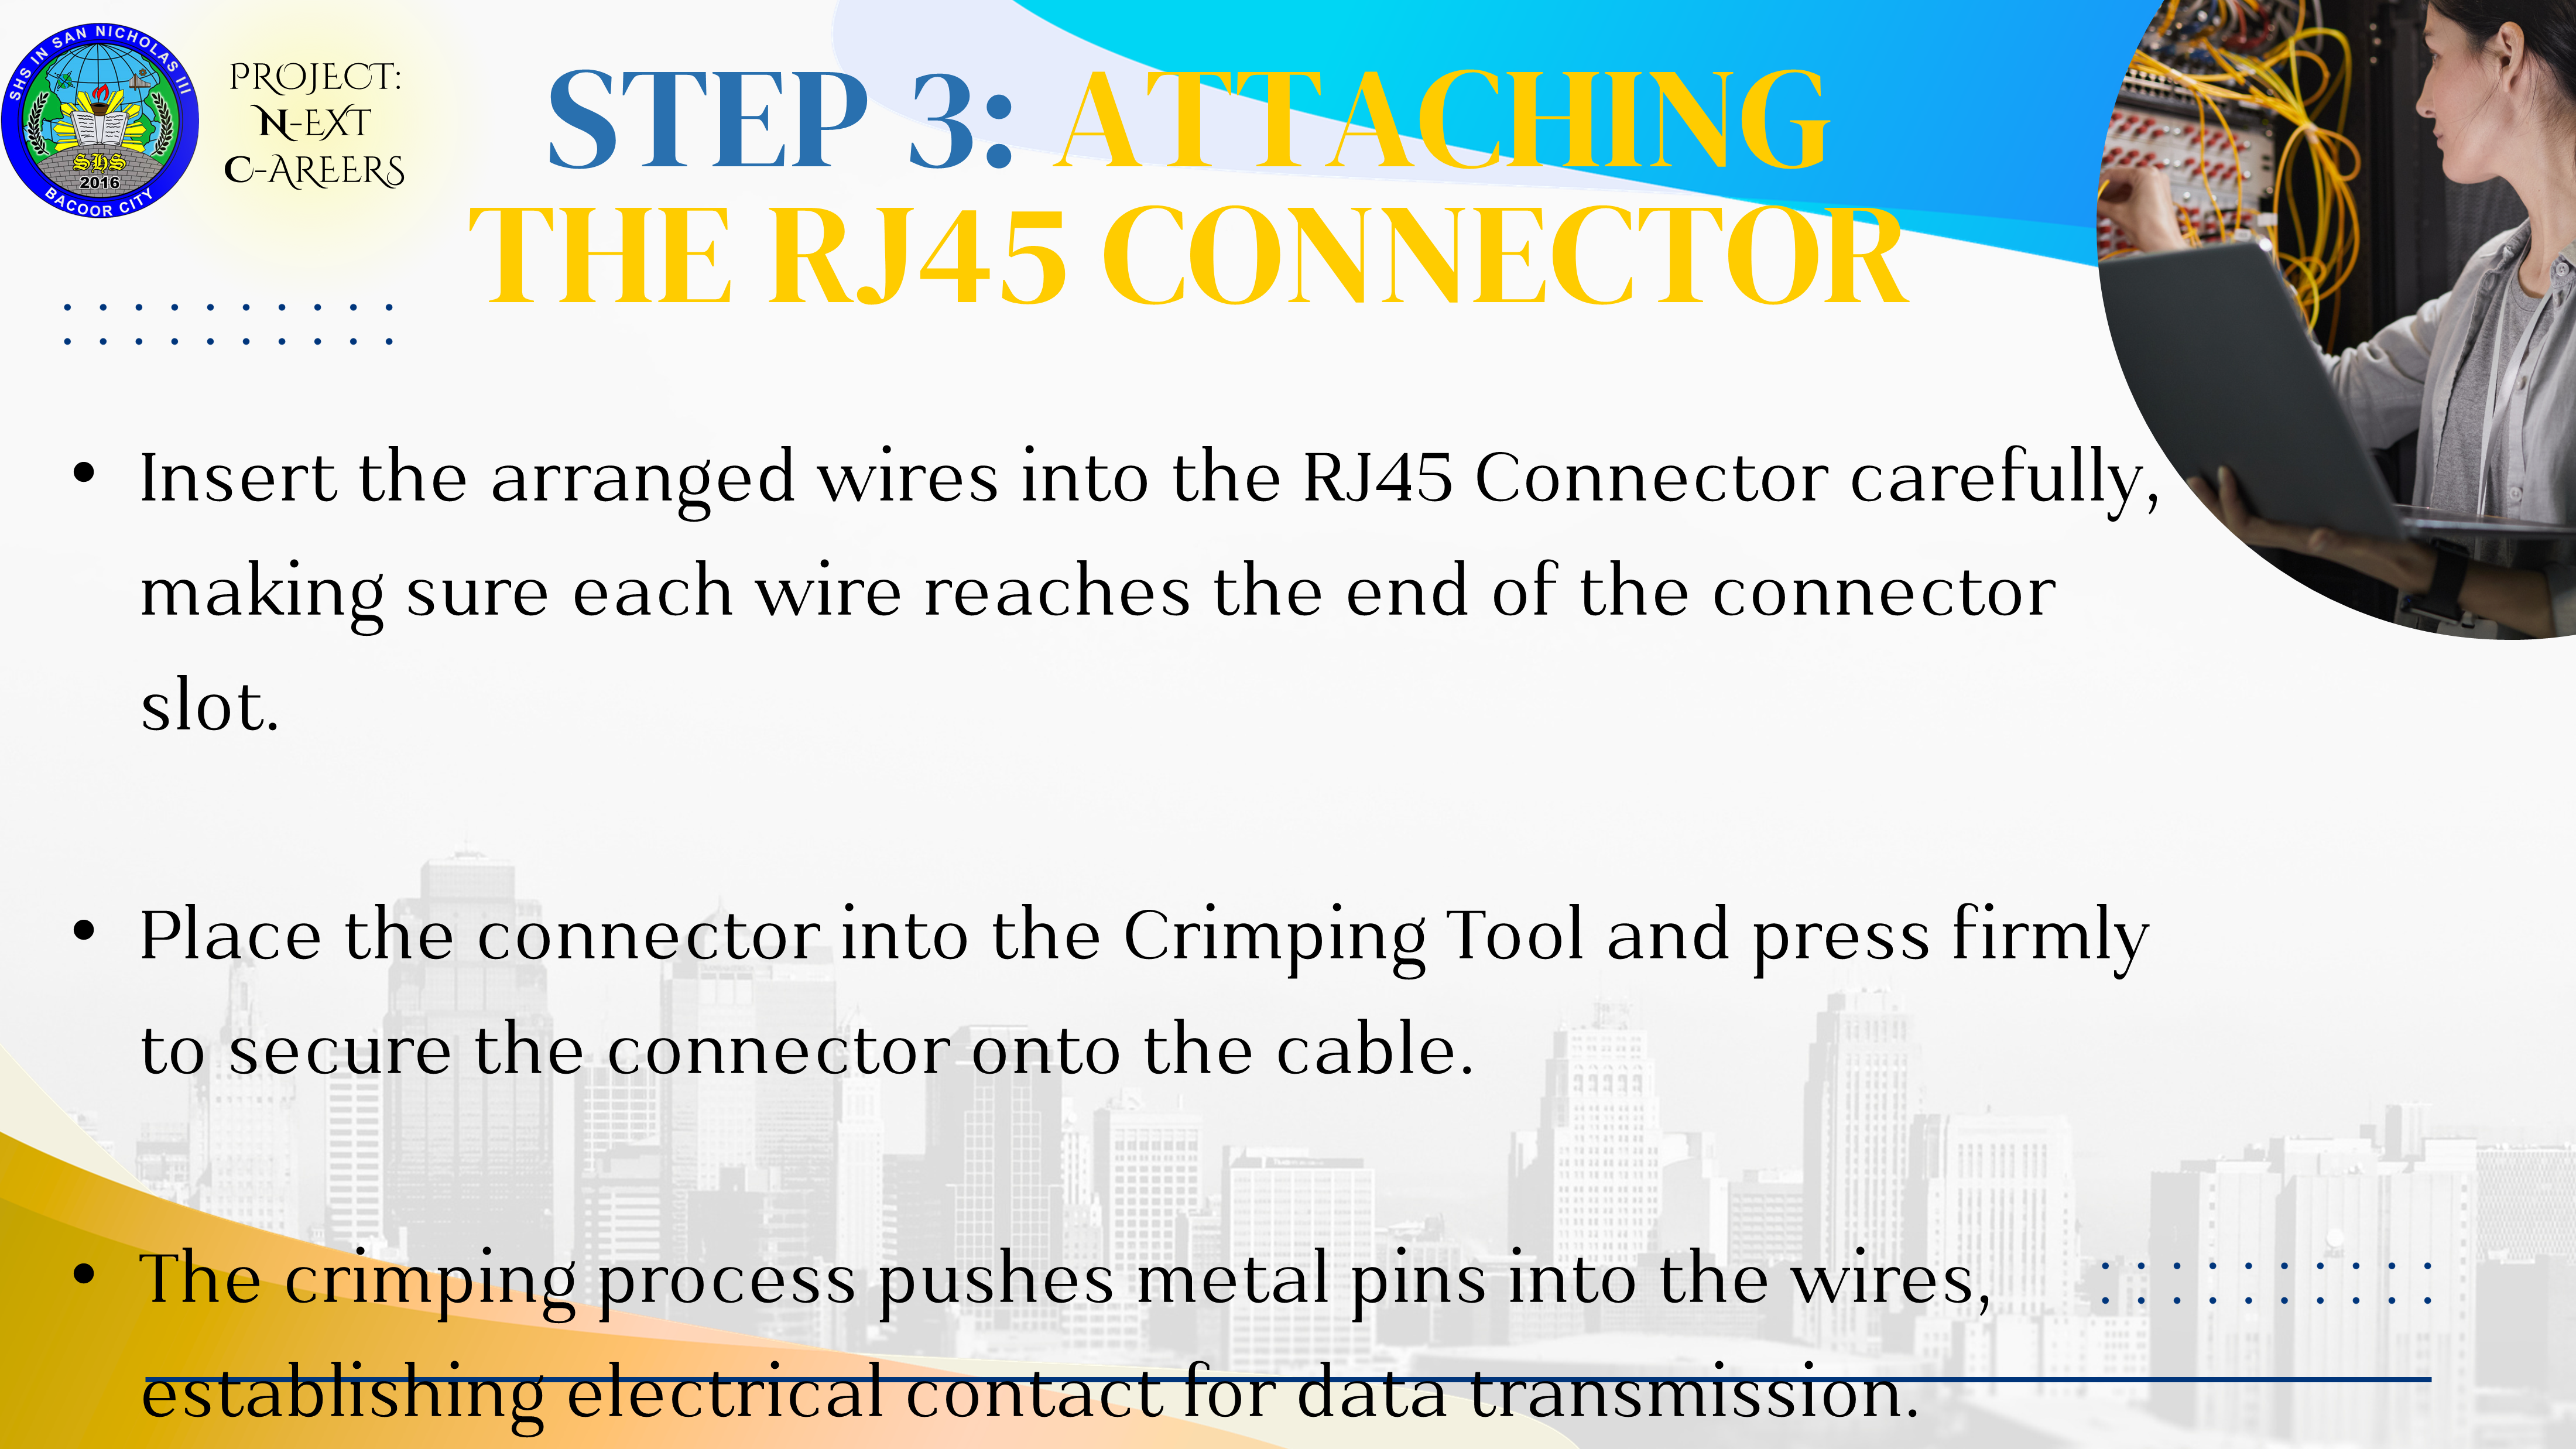 SHS IN SAN NICHOLAS III
SHS
2016
BACOOR CITY
PROJECT:
N-EXT
C-AREERS
STEP 3: ATTACHING
THE RJ45 CONNECTOR
• Insert the arranged wires into the RJ45 Connector carefully,
making sure each wire reaches the end of the connector
slot.
• Place the connector into the Crimping Tool and press firmly
to secure the connector onto the cable.
• The crimping process pushes metal pins into the wires,
establishing electrical contact for data transmission.